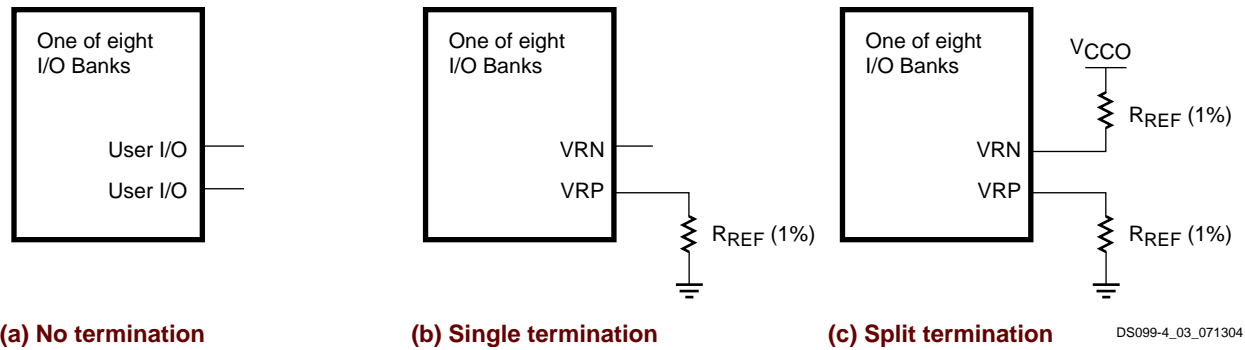 One of eight
I/O Banks
User I/O
User I/O
(a) No termination
One of eight
I/O Banks
VRN
VRP
RREF (1%)
(b) Single termination
One of eight
I/O Banks
VCCO
RREF (1%)
VRN
VRP
RREF (1%)
(c) Split termination
DS099-4_03_071304